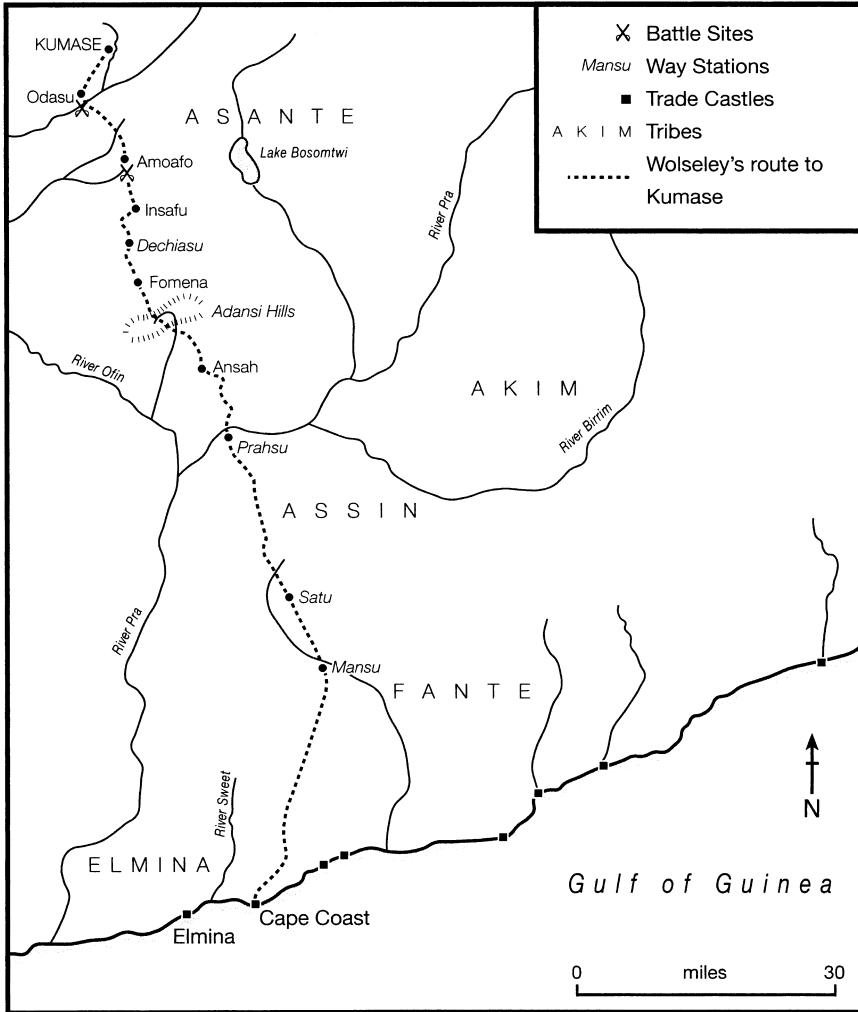 KUMASE
Odasu
A S A N T E
Lake Bosomtwi
Amoafo
Insafu
Dechiasu
Fomena
Adansi Hills
River Pra
River Ofin
Ansah
A K I M
River Birrim
Prahsu
A S S I N
Satu
River Pra
Mansu
F A N T E
River Sweet
E L M I N A
Elmina
Cape Coast
Gulf of Guinea
N
0 miles 30
Battle Sites
Mansu Way Stations
Trade Castles
A K I M Tribes
Wolseley's route to
Kumase